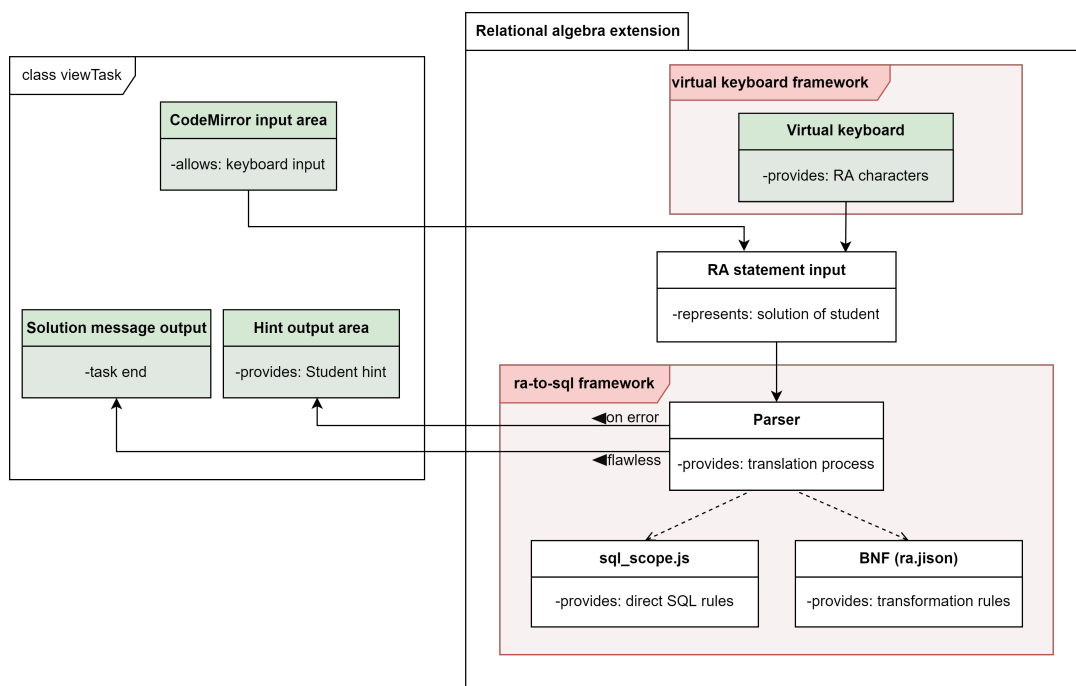 Relational algebra extension
class viewTask
virtual keyboard framework
CodeMirror input area
-allows: keyboard input
Virtual keyboard
-provides: RA characters
RA statement input
-represents: solution of student
Solution message output
-task end
Hint output area
-provides: Student hint
ra-to-sql framework
on error
flawless
Parser
-provides: translation process
sql_scope.js
-provides: direct SQL rules
BNF (ra.jison)
-provides: transformation rules